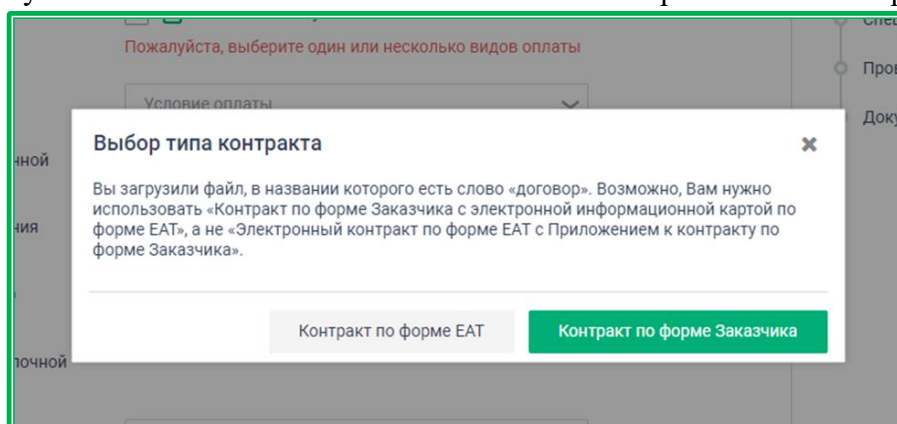 Пожалуйста, выберите один или несколько видов оплаты
Условие оплаты
Выбор типа контракта
Вы загрузили файл, в названии которого есть слово «договор». Возможно, Вам нужно
использовать «Контракт по форме Заказчика с электронной информационной картой по
форме ЕАТ», а не «Электронный контракт по форме ЕАТ с Приложением к контракту по
форме Заказчика».
Контракт по форме ЕАТ
Контракт по форме Заказчика